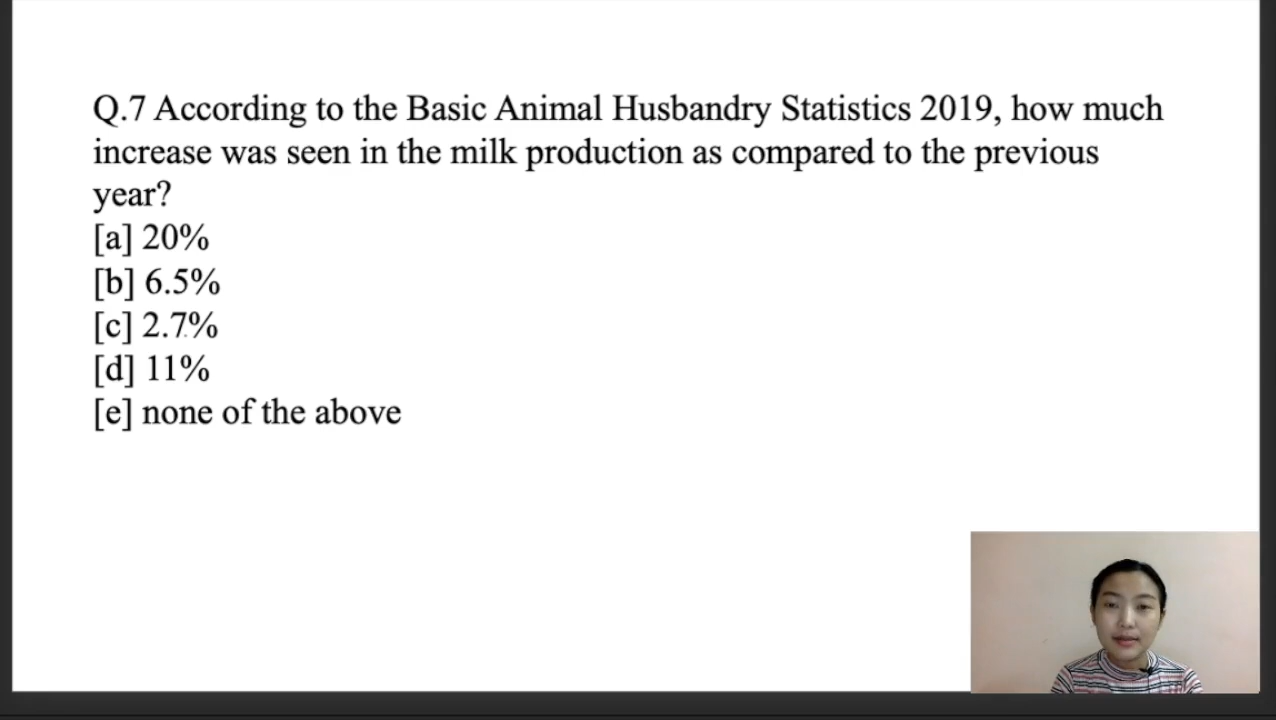 Q.7 According to the Basic Animal Husbandry Statistics 2019, how much
increase was seen in the milk production as compared to the previous
year?
[a] 20%
[b] 6.5%
[c] 2.7%
[d] 11%
[e] none of the above